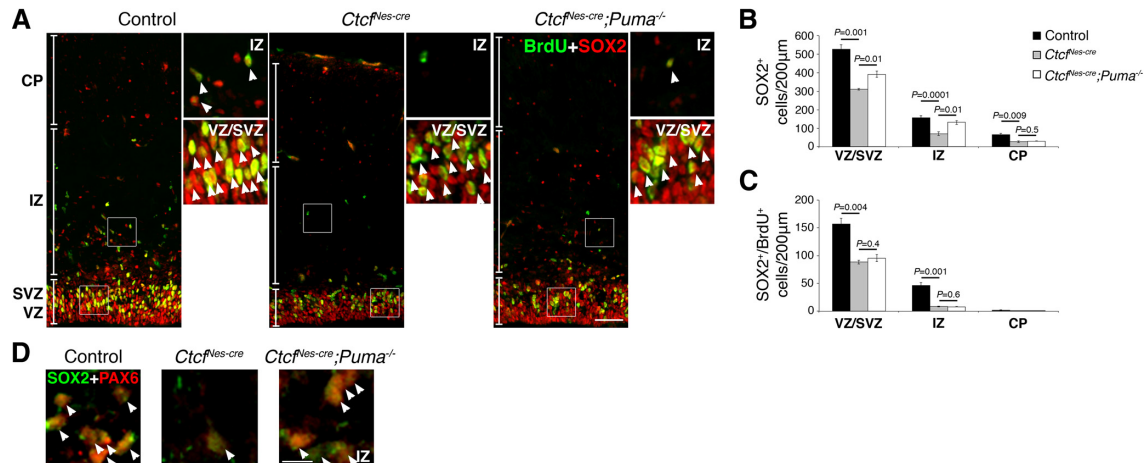 A
Control
Ctcf^Nes-cre
Ctcf^Nes-cre;Puma^-/-
CP
IZ
SVZ
VZ
IZ
VZ/SVZ
IZ
VZ/SVZ
BrdU+SOX2
IZ
VZ/SVZ
B
Control
Ctcf^Nes-cre
Ctcf^Nes-cre;Puma^-/-
SOX2+
cells/200µm
600
500
400
300
200
100
0
P=0.001
P=0.01
P=0.0001
P=0.01
P=0.009
P=0.5
VZ/SVZ
IZ
CP
C
SOX2+/BrdU+
cells/200µm
200
150
100
50
0
P=0.004
P=0.4
P=0.001
P=0.6
VZ/SVZ
IZ
CP
D
Control
Ctcf^Nes-cre
Ctcf^Nes-cre;Puma^-/-
SOX2+PAX6
IZ